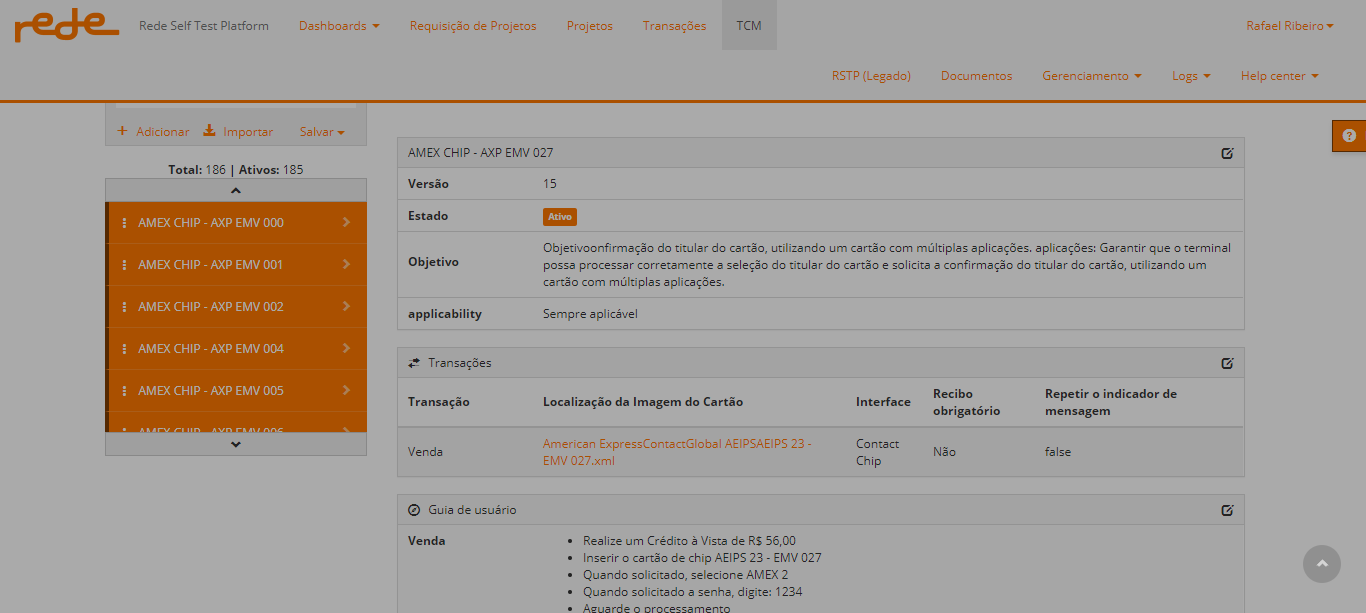 rede
Rede Self Test Platform
Dashboards
Requisição de Projetos
Projetos
Transações
TCM
Rafael Ribeiro
RSTP (Legado)
Documentos
Gerenciamento
Logs
Help center
Adicionar
Importar
Salvar
Total: 186 | Ativos: 185
AMEX CHIP - AXP EMV 000
AMEX CHIP - AXP EMV 001
AMEX CHIP - AXP EMV 002
AMEX CHIP - AXP EMV 004
AMEX CHIP - AXP EMV 005
AMEX CHIP - AXP EMV 006
AMEX CHIP - AXP EMV 027
Versão 15
Estado Ativo
Objetivo
Objetivoonfirmação do titular do cartão, utilizando um cartão com múltiplas aplicações. aplicações: Garantir que o terminal
possa processar corretamente a seleção do titular do cartão e solicita a confirmação do titular do cartão, utilizando um
cartão com múltiplas aplicações.
applicability Sempre aplicável
Transações
Transação
Localização da Imagem do Cartão
Interface
Recibo
obrigatório
Repetir o indicador de
mensagem
Venda
American ExpressContactGlobal AEIPSAEIPS 23 -
EMV 027.xml
Contact
Chip
Não
false
Guia de usuário
Venda
• Realize um Crédito à Vista de R$ 56,00
• Inserir o cartão de chip AEIPS 23 - EMV 027
• Quando solicitado, selecione AMEX 2
• Quando solicitado a senha, digite: 1234
• Aguarde o processamento